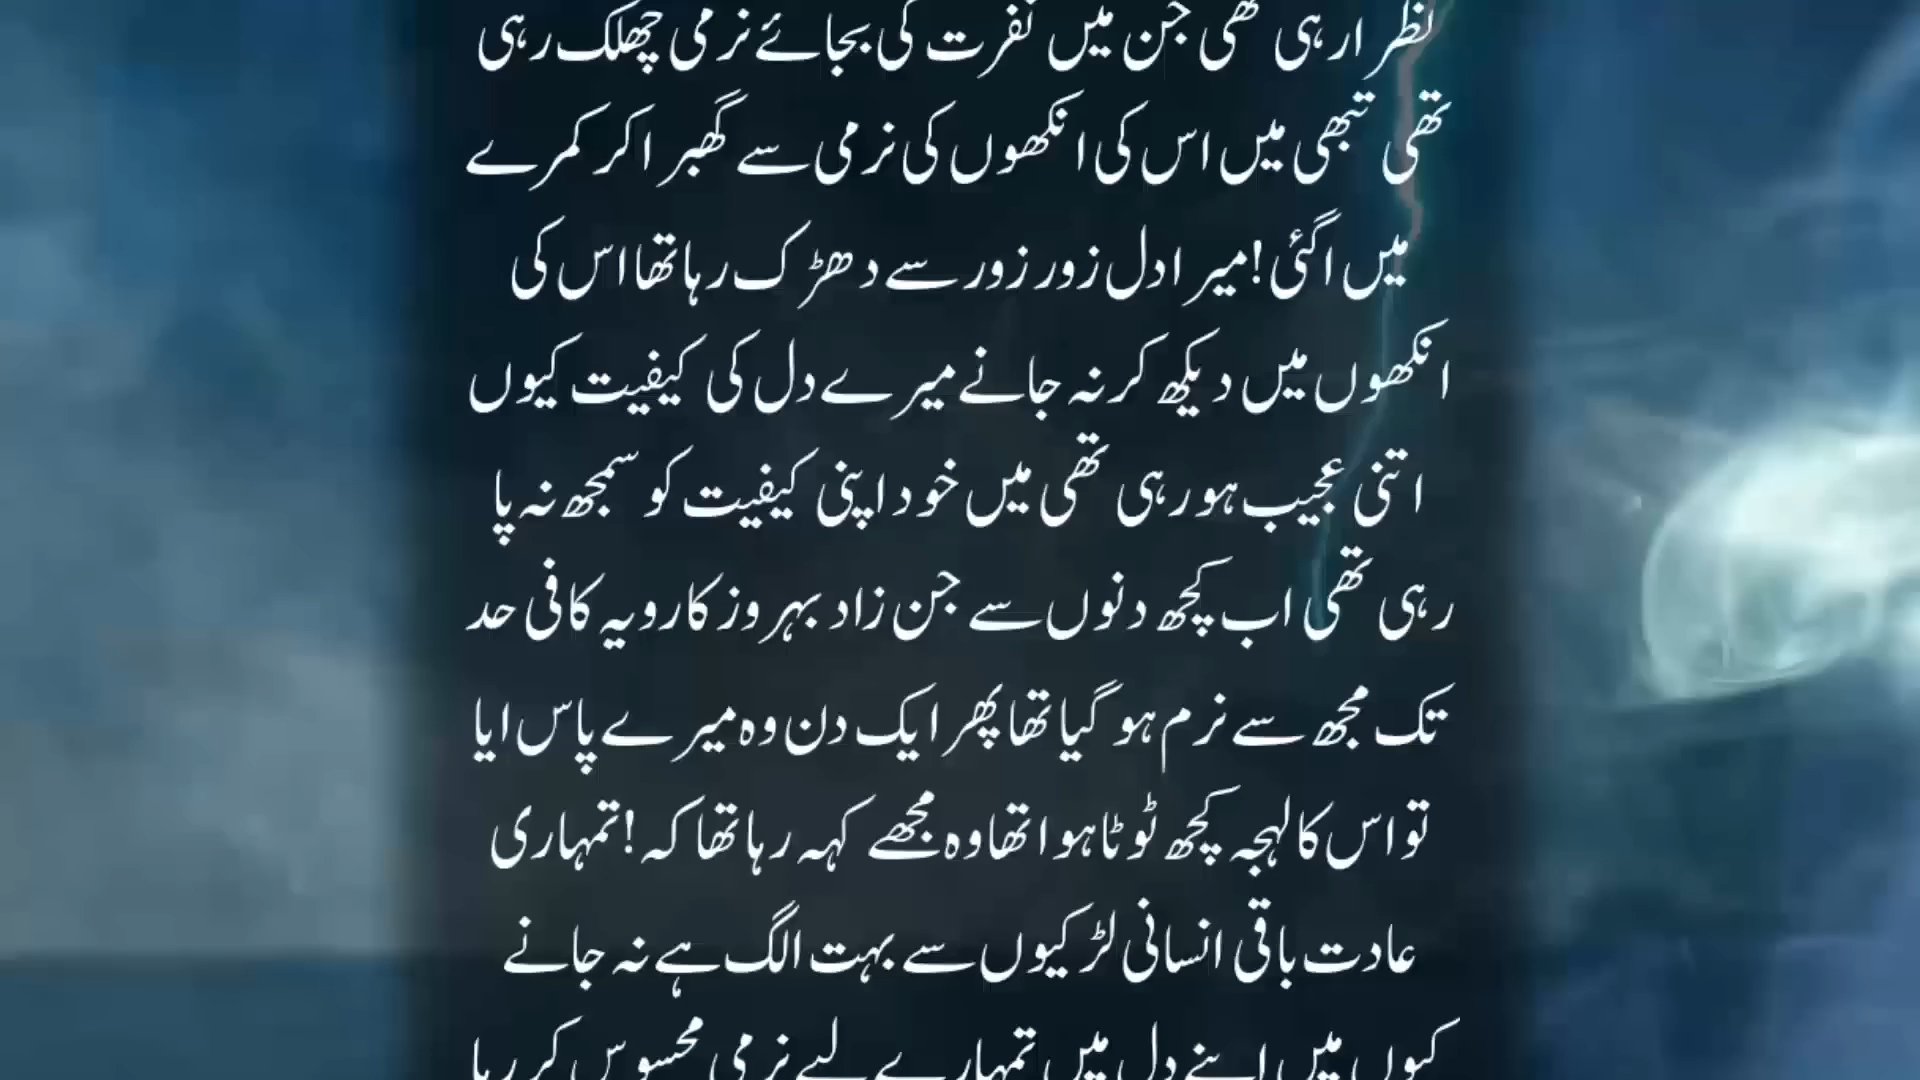 نظر ارہی تھی جن میں نفرت کی بجائے نرمی چھلک رہی
تھی تبھی میں اس کی انکھوں کی نرمی سے گھبرا کر کمرے
میں اگئی !میرا دل زور زور سے دھڑک رہا تھا اس کی
انکھوں میں دیکھ کر نہ جانے میرے دل کی کیفیت کیوں
اتنی عجیب ہو رہی تھی میں خود اپنی کیفیت کو سمجھ نہ پا
رہی تھی اب کچھ دنوں سے جن زاد بہروز کا رویہ کافی حد
تک مجھ سے نرم ہو گیا تھا پھر ایک دن وہ میرے پاس ایا
تو اس کا لہجہ کچھ ٹوٹا ہوا تھا وہ مجھے کہہ رہا تھا کہ !تمہاری
عادت باقی انسانی لڑکیوں سے بہت الگ ہے نہ جانے
کیوں میں اپنے دل میں تمہارے لیے نرمی محسوس کر رہا